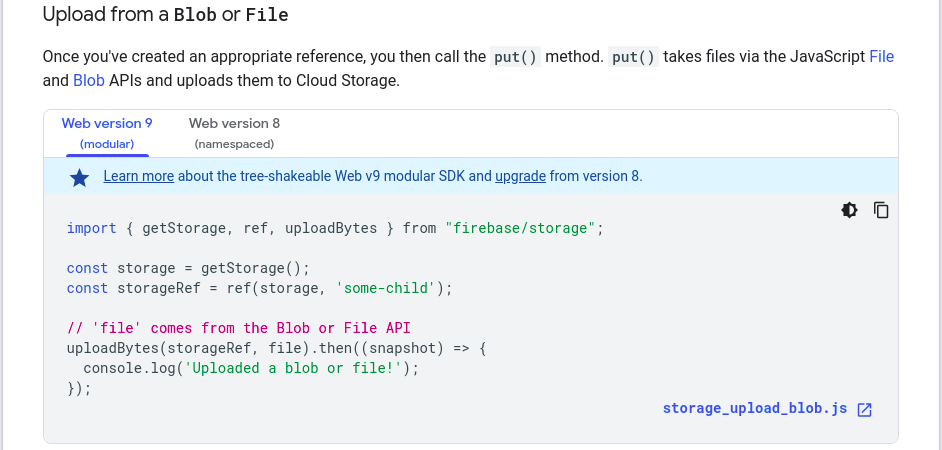 Upload from a Blob or File
Once you've created an appropriate reference, you then call the put() method. put() takes files via the JavaScript File
and Blob APIs and uploads them to Cloud Storage.
Web version 9 Web version 8
(modular) (namespaced)
Learn more about the tree-shakeable Web v9 modular SDK and upgrade from version 8.
import { getStorage, ref, uploadBytes } from "firebase/storage";
const storage = getStorage();
const storageRef = ref(storage, 'some-child');
// 'file' comes from the Blob or File API
uploadBytes(storageRef, file).then((snapshot) => {
  console.log('Uploaded a blob or file!');
});
storage_upload_blob.js